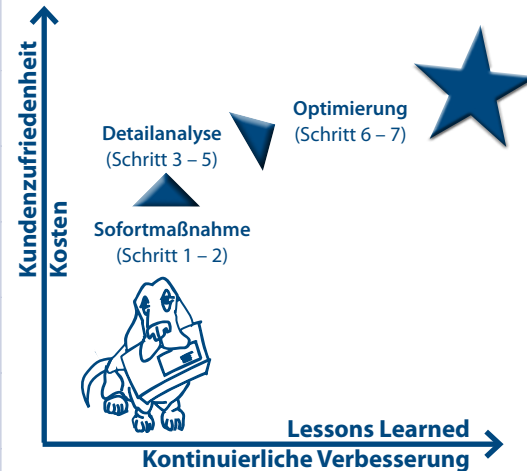 Kundenzufriedenheit
Kosten
Optimierung
(Schritt 6 – 7)
Detailanalyse
(Schritt 3 – 5)
Sofortmaßnahme
(Schritt 1 – 2)
Lessons Learned
Kontinuierliche Verbesserung